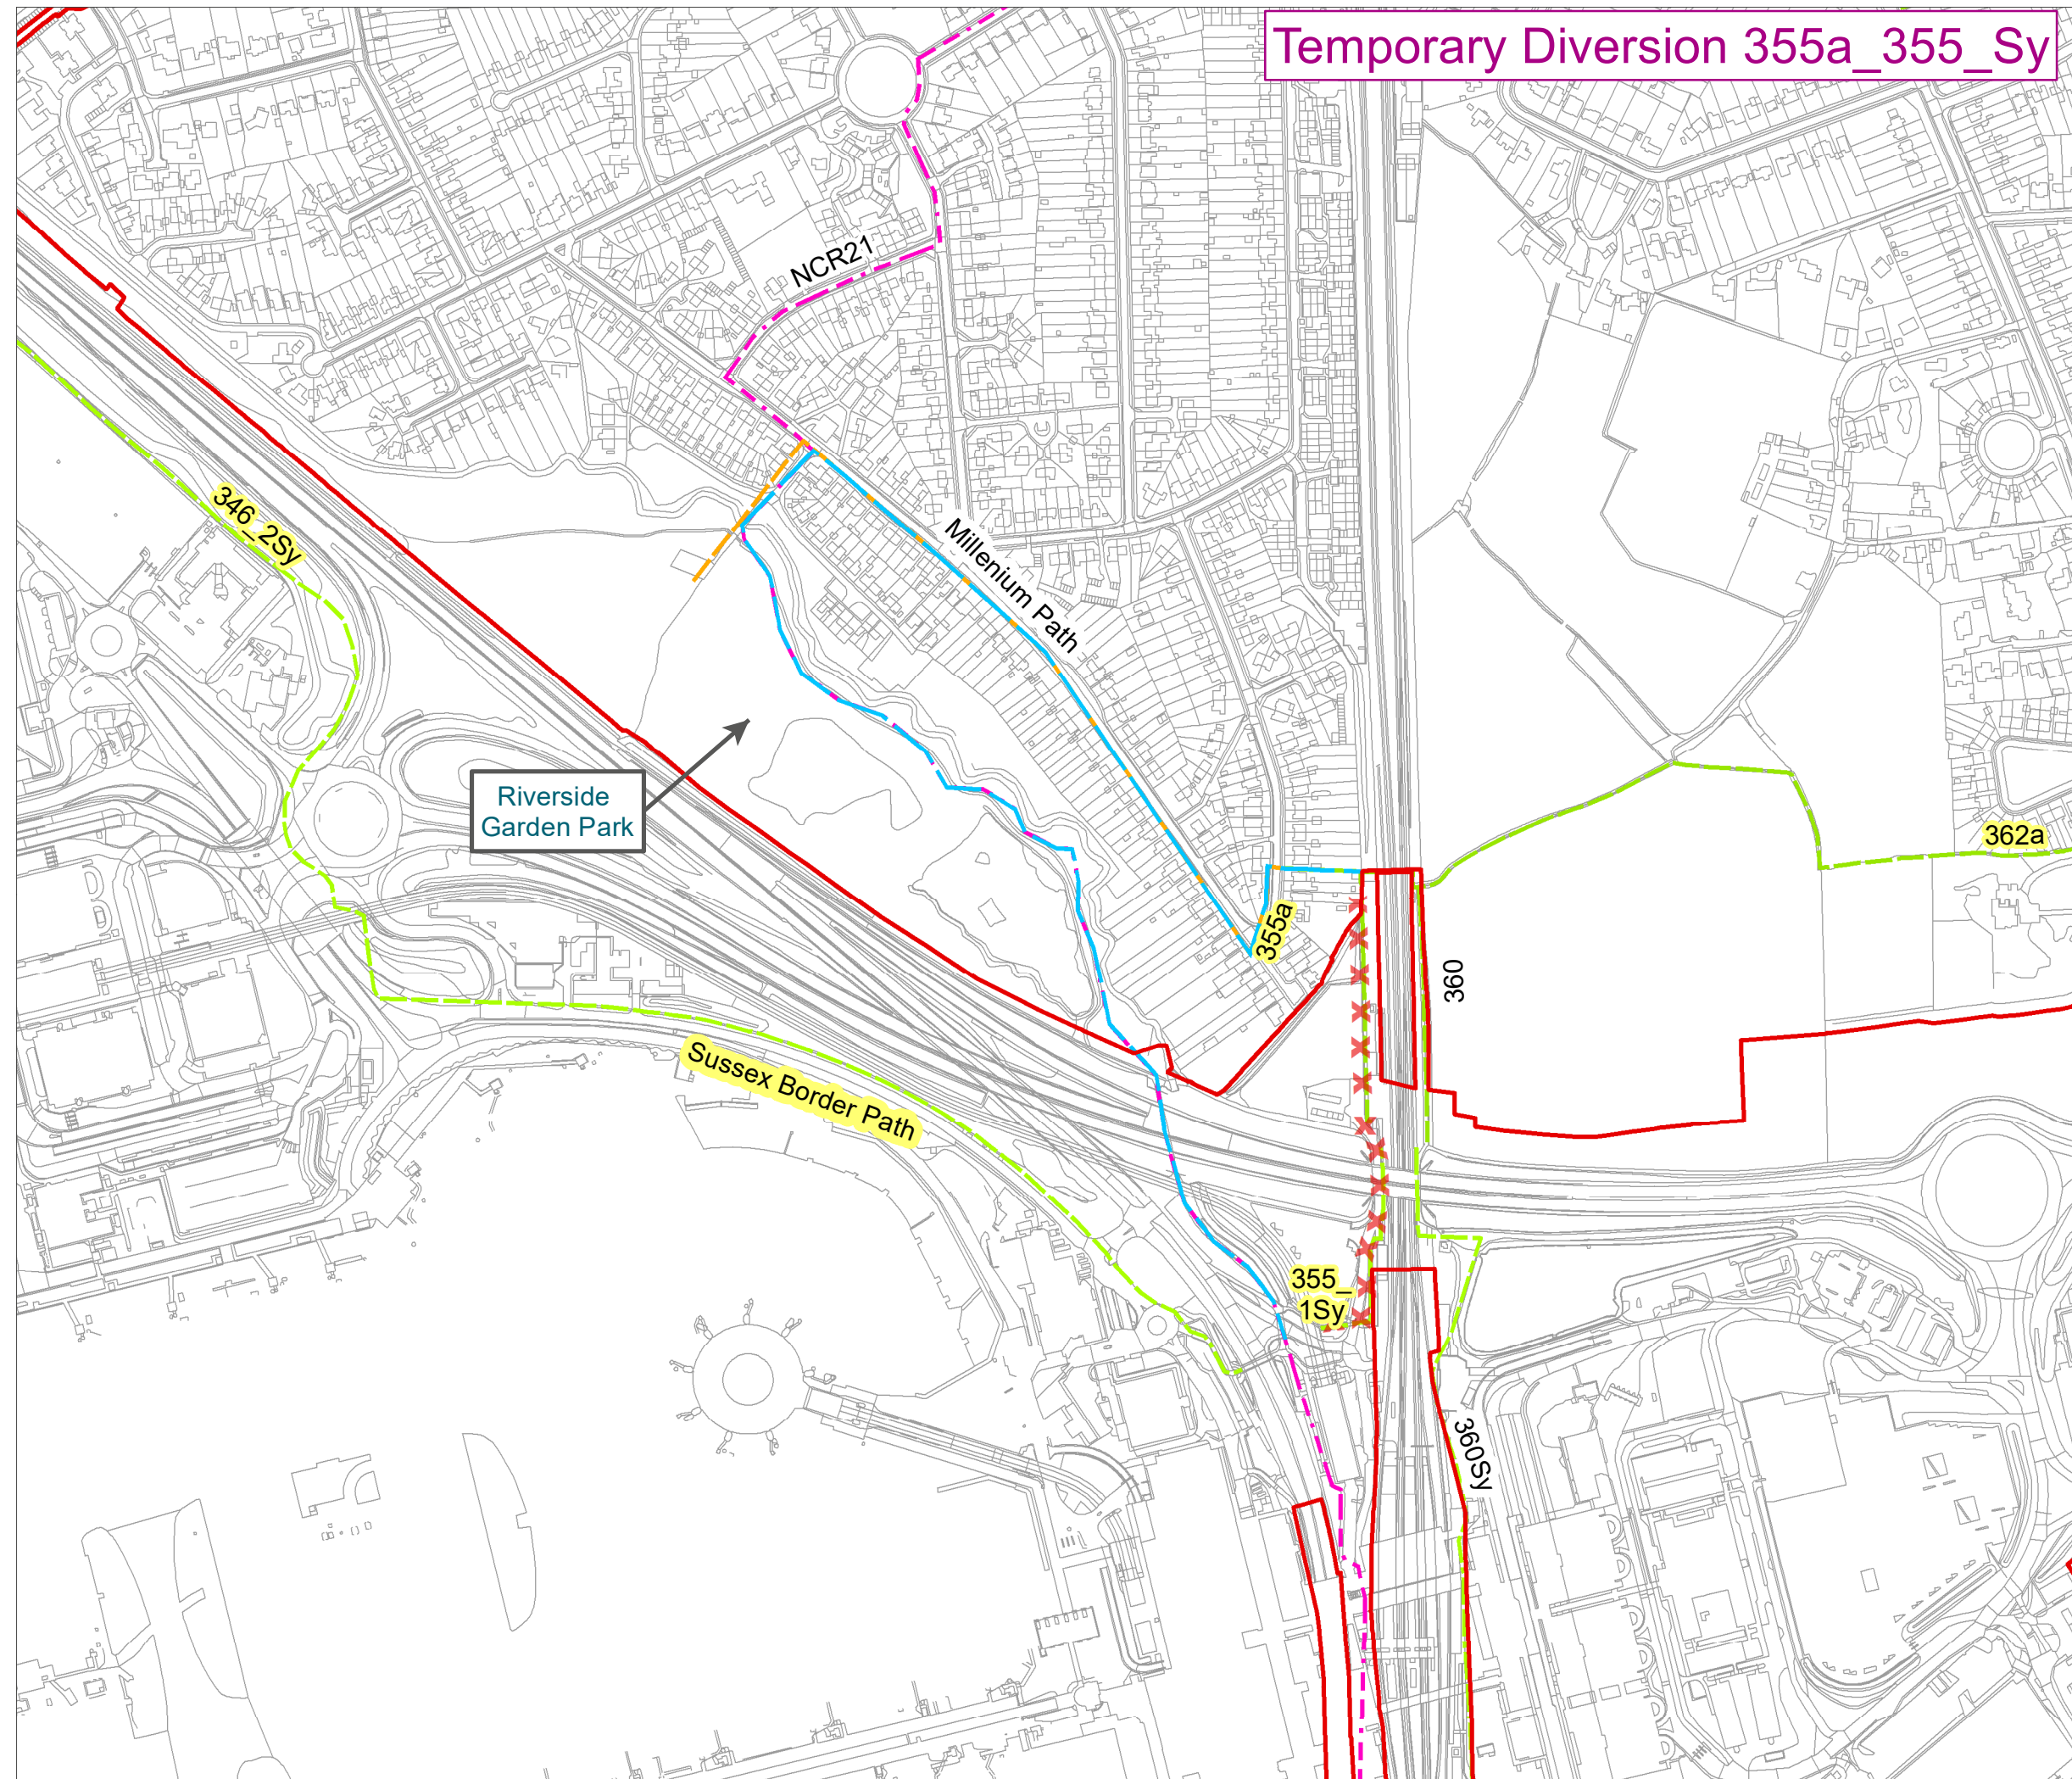 Temporary Diversion 355a_355_Sy
NCR21
346_2Sy
Millenium Path
Riverside
Garden Park
362a
355a
360
Sussex Border Path
355_
1Sy
360Sy